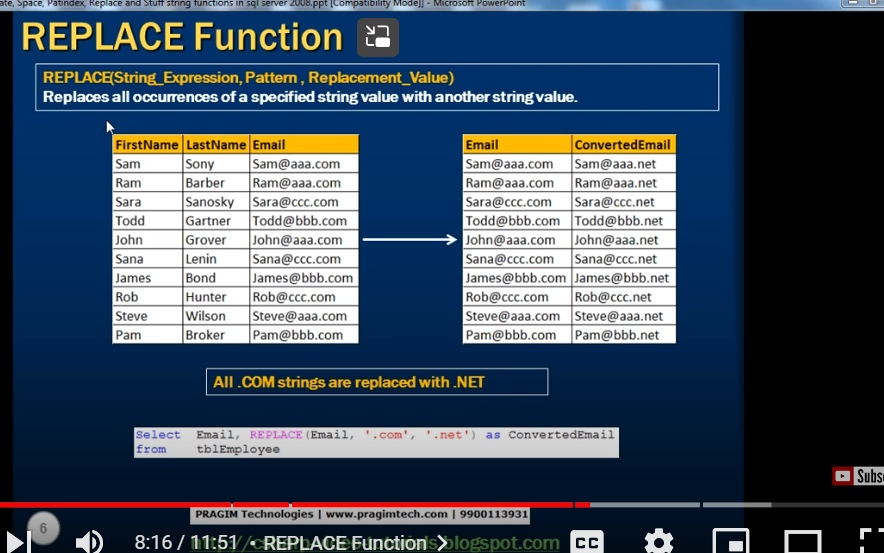 ate, Space, Patindex, Replace and Stuff string functions in sql server 2008.ppt [Compatibility Mode]] - Microsoft PowerPoint
REPLACE Function
REPLACE(String_Expression, Pattern , Replacement_Value)
Replaces all occurrences of a specified string value with another string value.
FirstName LastName Email
Sam Sony Sam@aaa.com
Ram Barber Ram@aaa.com
Sara Sanosky Sara@ccc.com
Todd Gartner Todd@bbb.com
John Grover John@aaa.com
Sana Lenin Sana@ccc.com
James Bond James@bbb.com
Rob Hunter Rob@ccc.com
Steve Wilson Steve@aaa.com
Pam Broker Pam@bbb.com
Email ConvertedEmail
Sam@aaa.com Sam@aaa.net
Ram@aaa.com Ram@aaa.net
Sara@ccc.com Sara@ccc.net
Todd@bbb.com Todd@bbb.net
John@aaa.com John@aaa.net
Sana@ccc.com Sana@ccc.net
James@bbb.com James@bbb.net
Rob@ccc.com Rob@ccc.net
Steve@aaa.com Steve@aaa.net
Pam@bbb.com Pam@bbb.net
All .COM strings are replaced with .NET
Select Email, REPLACE(Email, '.com', '.net') as ConvertedEmail
from tblEmployee
Subs
PRAGIM Technologies | www.pragimtech.com | 9900113931
6
8:16 / 11:51 • REPLACE Function
blogspot.com
CC